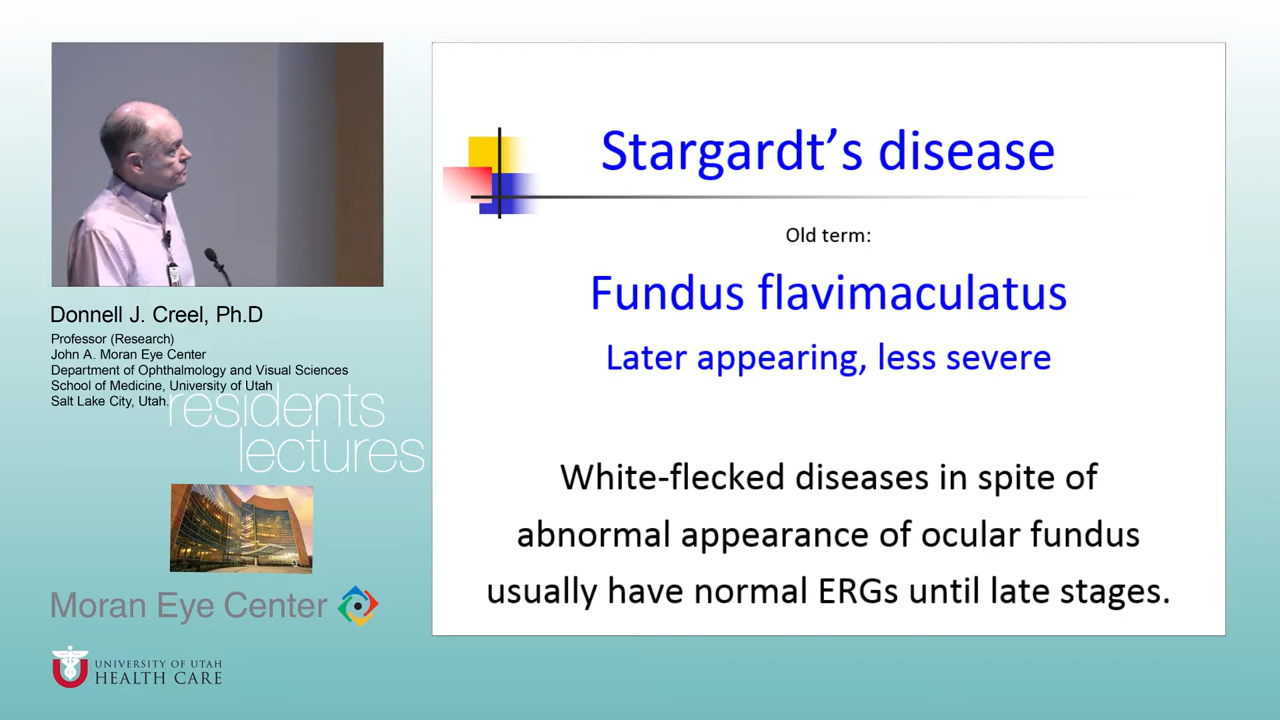 Donnell J. Creel, Ph.D
Professor (Research)
John A. Moran Eye Center
Department of Ophthalmology and Visual Sciences
School of Medicine, University of Utah
Salt Lake City, Utah.
residents
lectures
Moran Eye Center
U UNIVERSITY OF UTAH
HEALTH CARE
Stargardt’s disease
Old term:
Fundus flavimaculatus
Later appearing, less severe
White-flecked diseases in spite of
abnormal appearance of ocular fundus
usually have normal ERGs until late stages.